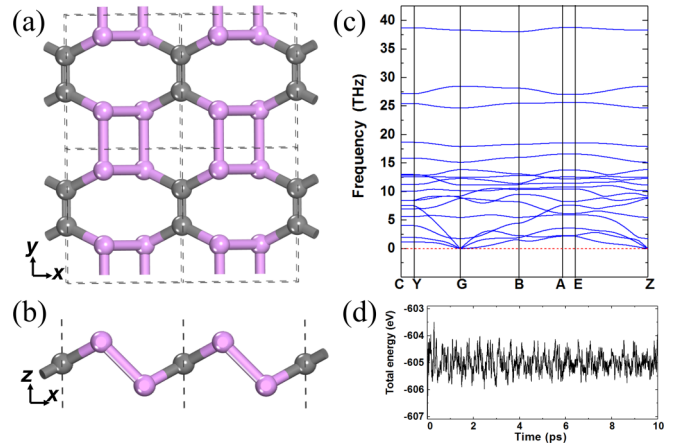 (a)
y
x
(b)
z
x
(c)
Frequency (THz)
40
35
30
25
20
15
10
5
0
C Y G B A E Z
(d)
Total energy (eV)
-603
-604
-605
-606
-607
0 2 4 6 8 10
Time (ps)